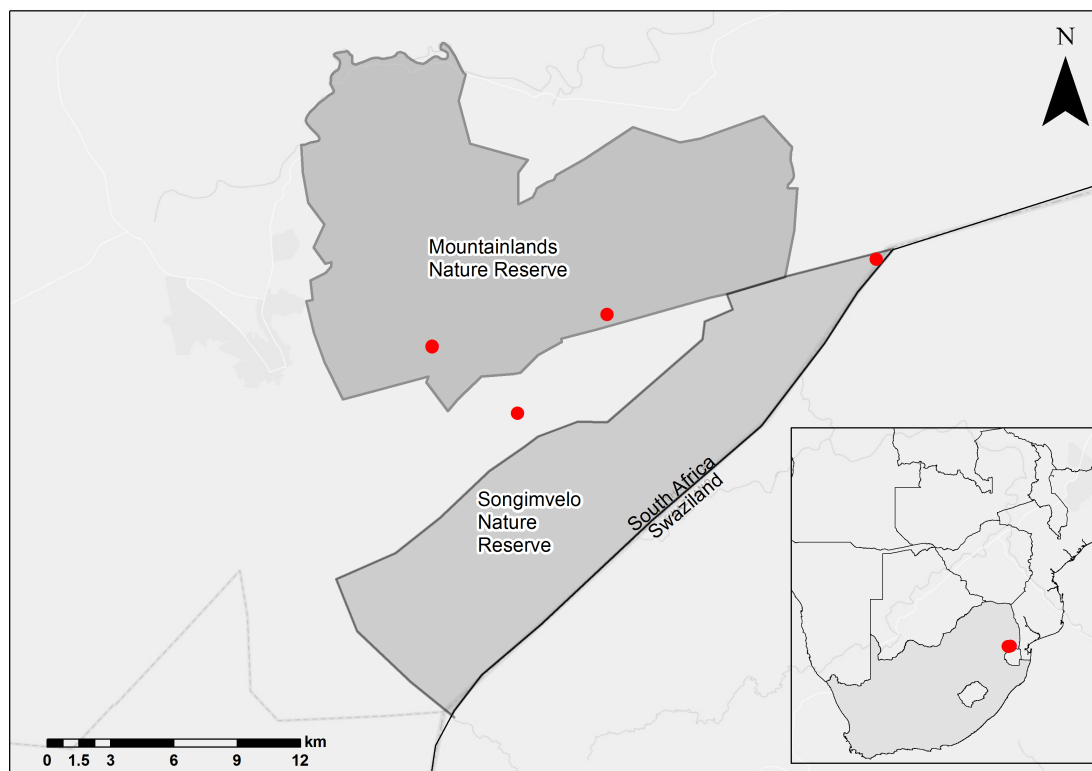 N
Mountainlands
Nature Reserve
South Africa
Swaziland
Songimvelo
Nature
Reserve
km
0 1.5 3 6 9 12